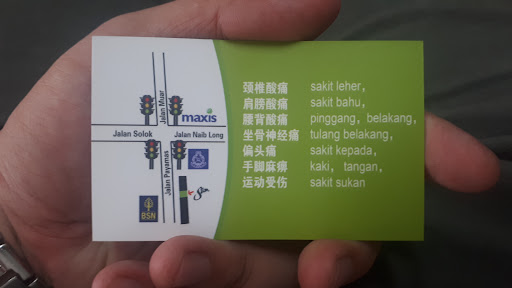 Jalan Muar
maxis
Jalan Solok
Jalan Naib Long
Jalan Payamas
BSN
颈椎酸痛 sakit leher,
肩膀酸痛 sakit bahu,
腰背酸痛 pinggang, belakang,
坐骨神经痛 tulang belakang,
偏头痛 sakit kepada,
手脚麻痹 kaki, tangan,
运动受伤 sakit sukan